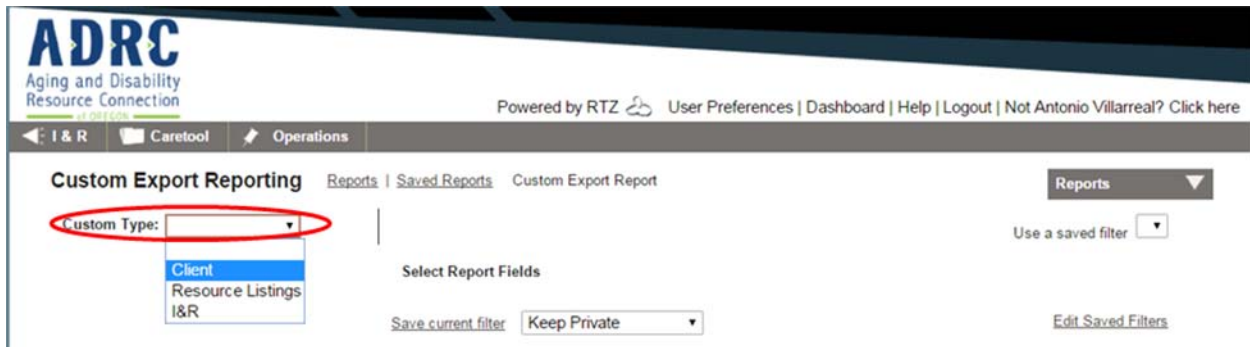 ADRC
Aging and Disability
Resource Connection
of OREGON
Powered by RTZ User Preferences | Dashboard | Help | Logout | Not Antonio Villarreal? Click here
I & R Caretool Operations
Custom Export Reporting Reports | Saved Reports Custom Export Report Reports
Custom Type: Use a saved filter
Client
Resource Listings
I&R
Select Report Fields
Save current filter Keep Private Edit Saved Filters